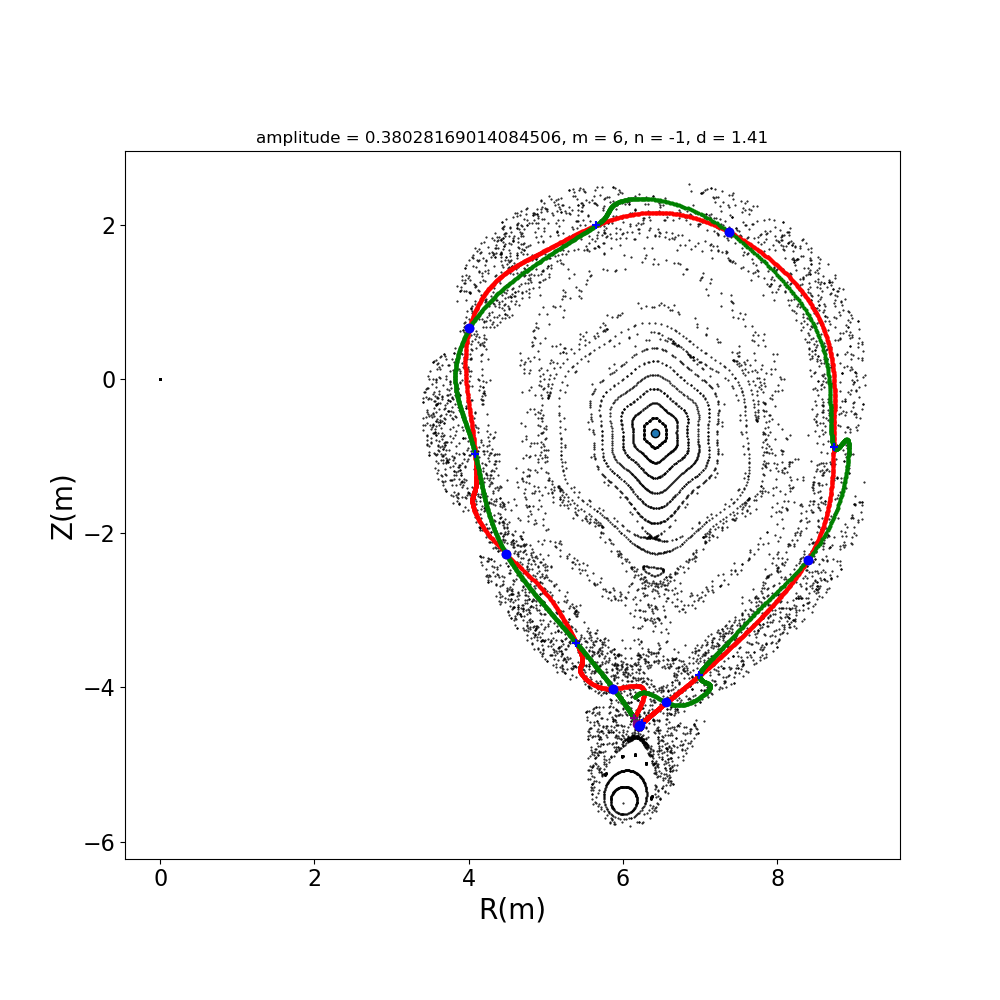 amplitude = 0.38028169014084506, m = 6, n = -1, d = 1.41
2
0
−2
−4
−6
Z(m)
0 2 4 6 8
R(m)